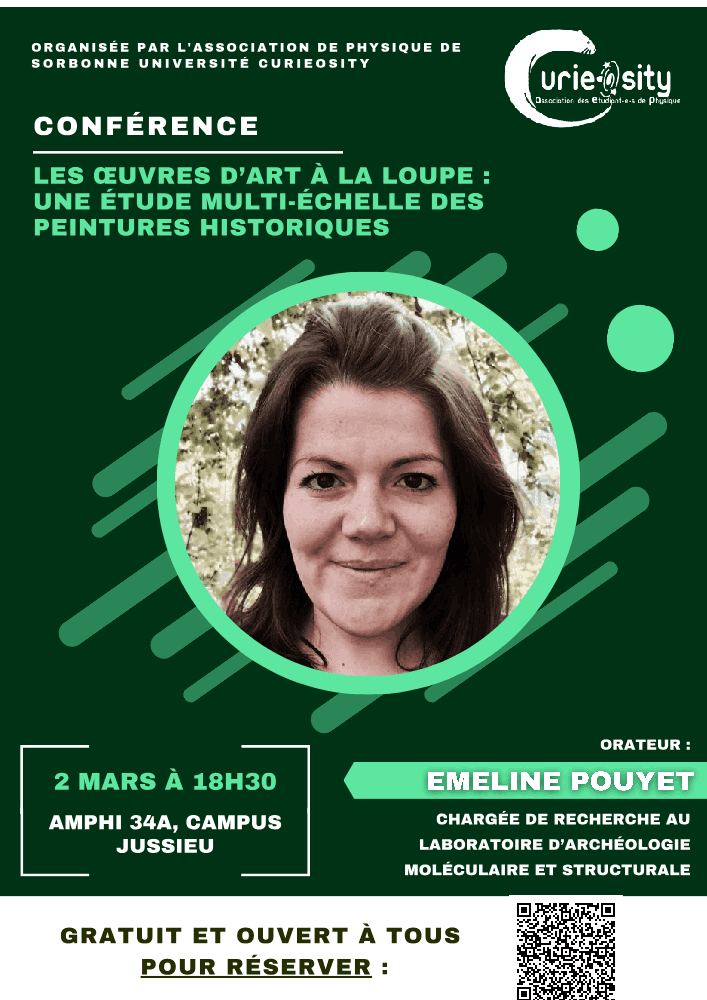 ORGANISÉE PAR L'ASSOCIATION DE PHYSIQUE DE
SORBONNE UNIVERSITÉ CURIEOSITY
Curieosity
Association des étudiant-e-s de Physique
CONFÉRENCE
LES ŒUVRES D'ART À LA LOUPE :
UNE ÉTUDE MULTI-ÉCHELLE DES
PEINTURES HISTORIQUES
2 MARS À 18H30
AMPHI 34A, CAMPUS
JUSSIEU
ORATEUR :
EMELINE POUYET
CHARGÉE DE RECHERCHE AU
LABORATOIRE D'ARCHÉOLOGIE
MOLÉCULAIRE ET STRUCTURALE
GRATUIT ET OUVERT À TOUS
POUR RÉSERVER :